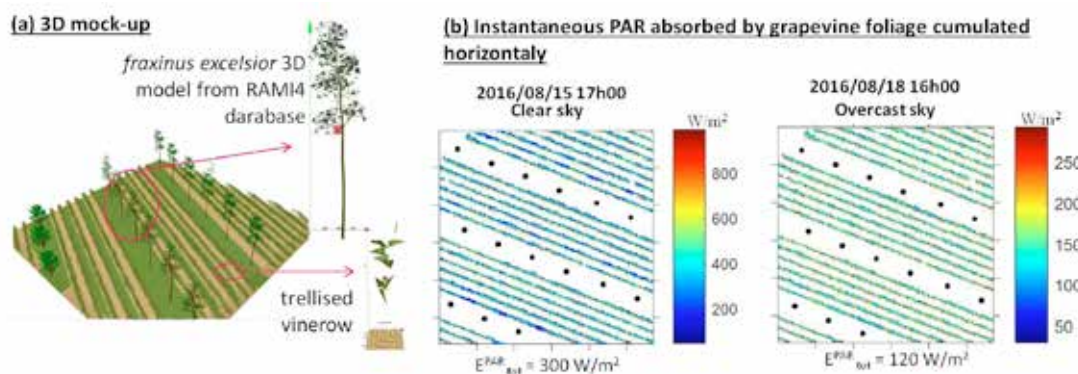 (a) 3D mock-up
fraxinus excelsior 3D
model from RAMI4
darabase
trellised
vinerow
(b) Instantaneous PAR absorbed by grapevine foliage cumulated
horizontaly
2016/08/15 17h00
Clear sky
W/m²
800
600
400
200
E^PAR_tot = 300 W/m²
2016/08/18 16h00
Overcast sky
W/m²
250
200
150
100
50
E^PAR_tot = 120 W/m²